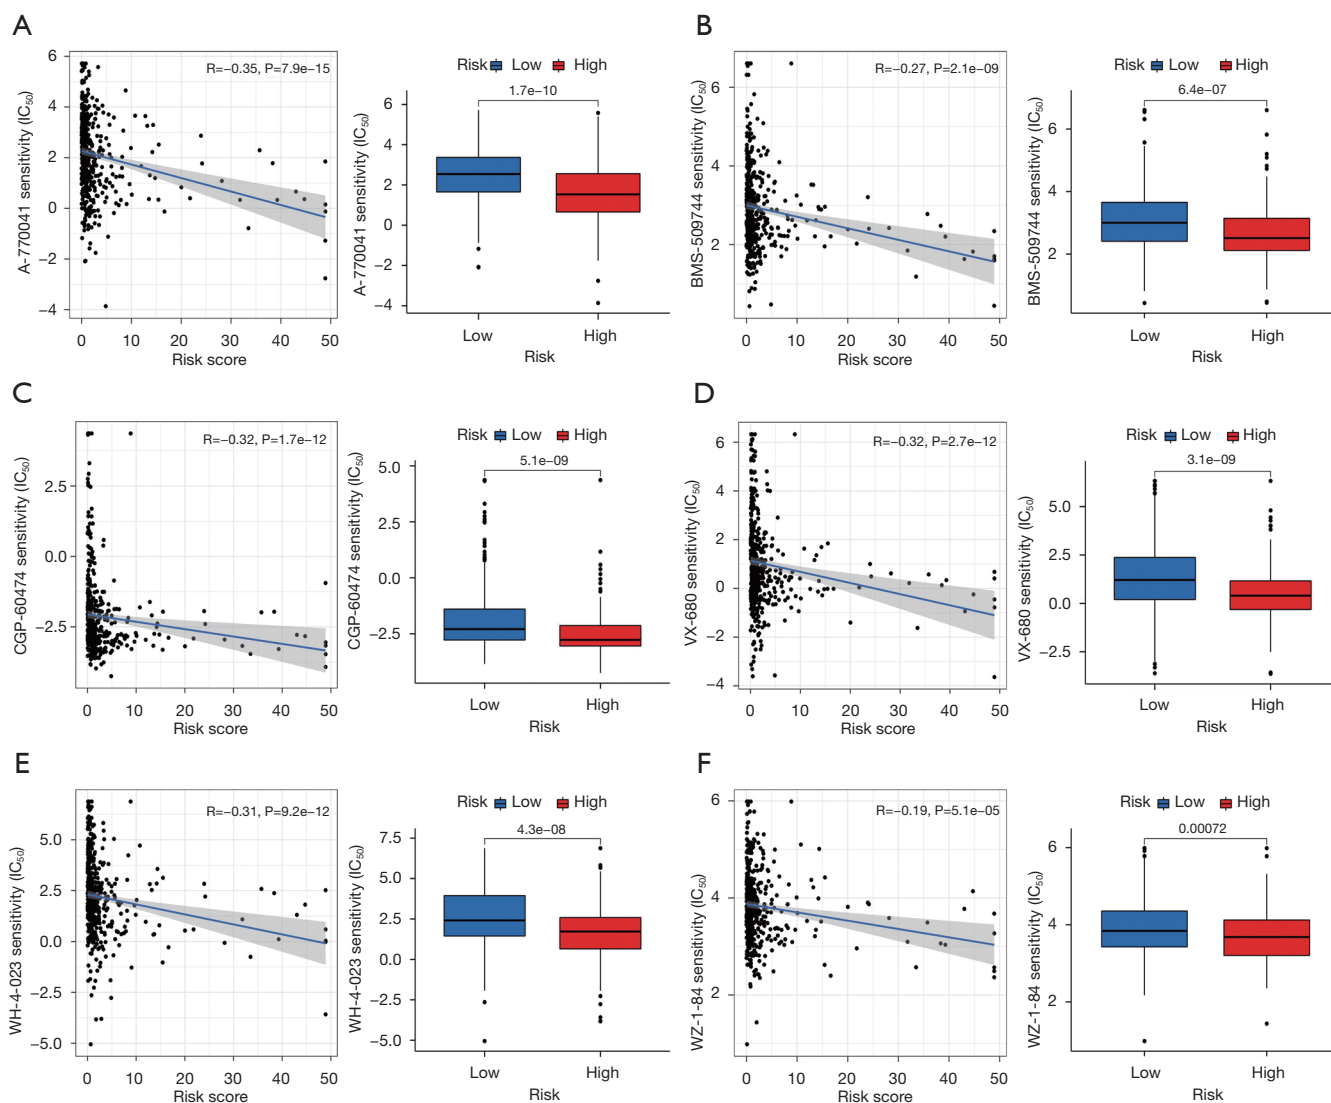 A
R=−0.35, P=7.9e−15
A-770041 sensitivity (IC50)
6
4
2
0
−2
−4
0 10 20 30 40 50
Risk score
Risk Low High
1.7e−10
A-770041 sensitivity (IC50)
6
4
2
0
−2
−4
Low High
Risk
B
R=−0.27, P=2.1e−09
BMS-509744 sensitivity (IC50)
6
4
2
0 10 20 30 40 50
Risk score
Risk Low High
6.4e−07
BMS-509744 sensitivity (IC50)
6
4
2
Low High
Risk
C
R=−0.32, P=1.7e−12
CGP-60474 sensitivity (IC50)
2.5
0.0
−2.5
0 10 20 30 40 50
Risk score
Risk Low High
5.1e−09
CGP-60474 sensitivity (IC50)
5.0
2.5
0.0
−2.5
Low High
Risk
D
R=−0.32, P=2.7e−12
VX-680 sensitivity (IC50)
6
4
2
0
−2
−4
0 10 20 30 40 50
Risk score
Risk Low High
3.1e−09
VX-680 sensitivity (IC50)
5.0
2.5
0.0
−2.5
Low High
Risk
E
R=−0.31, P=9.2e−12
WH-4-023 sensitivity (IC50)
5.0
2.5
0.0
−2.5
−5.0
0 10 20 30 40 50
Risk score
Risk Low High
4.3e−08
WH-4-023 sensitivity (IC50)
7.5
5.0
2.5
0.0
−2.5
−5.0
Low High
Risk
F
R=−0.19, P=5.1e−05
WZ-1-84 sensitivity (IC50)
6
4
2
0 10 20 30 40 50
Risk score
Risk Low High
0.00072
WZ-1-84 sensitivity (IC50)
6
4
2
Low High
Risk